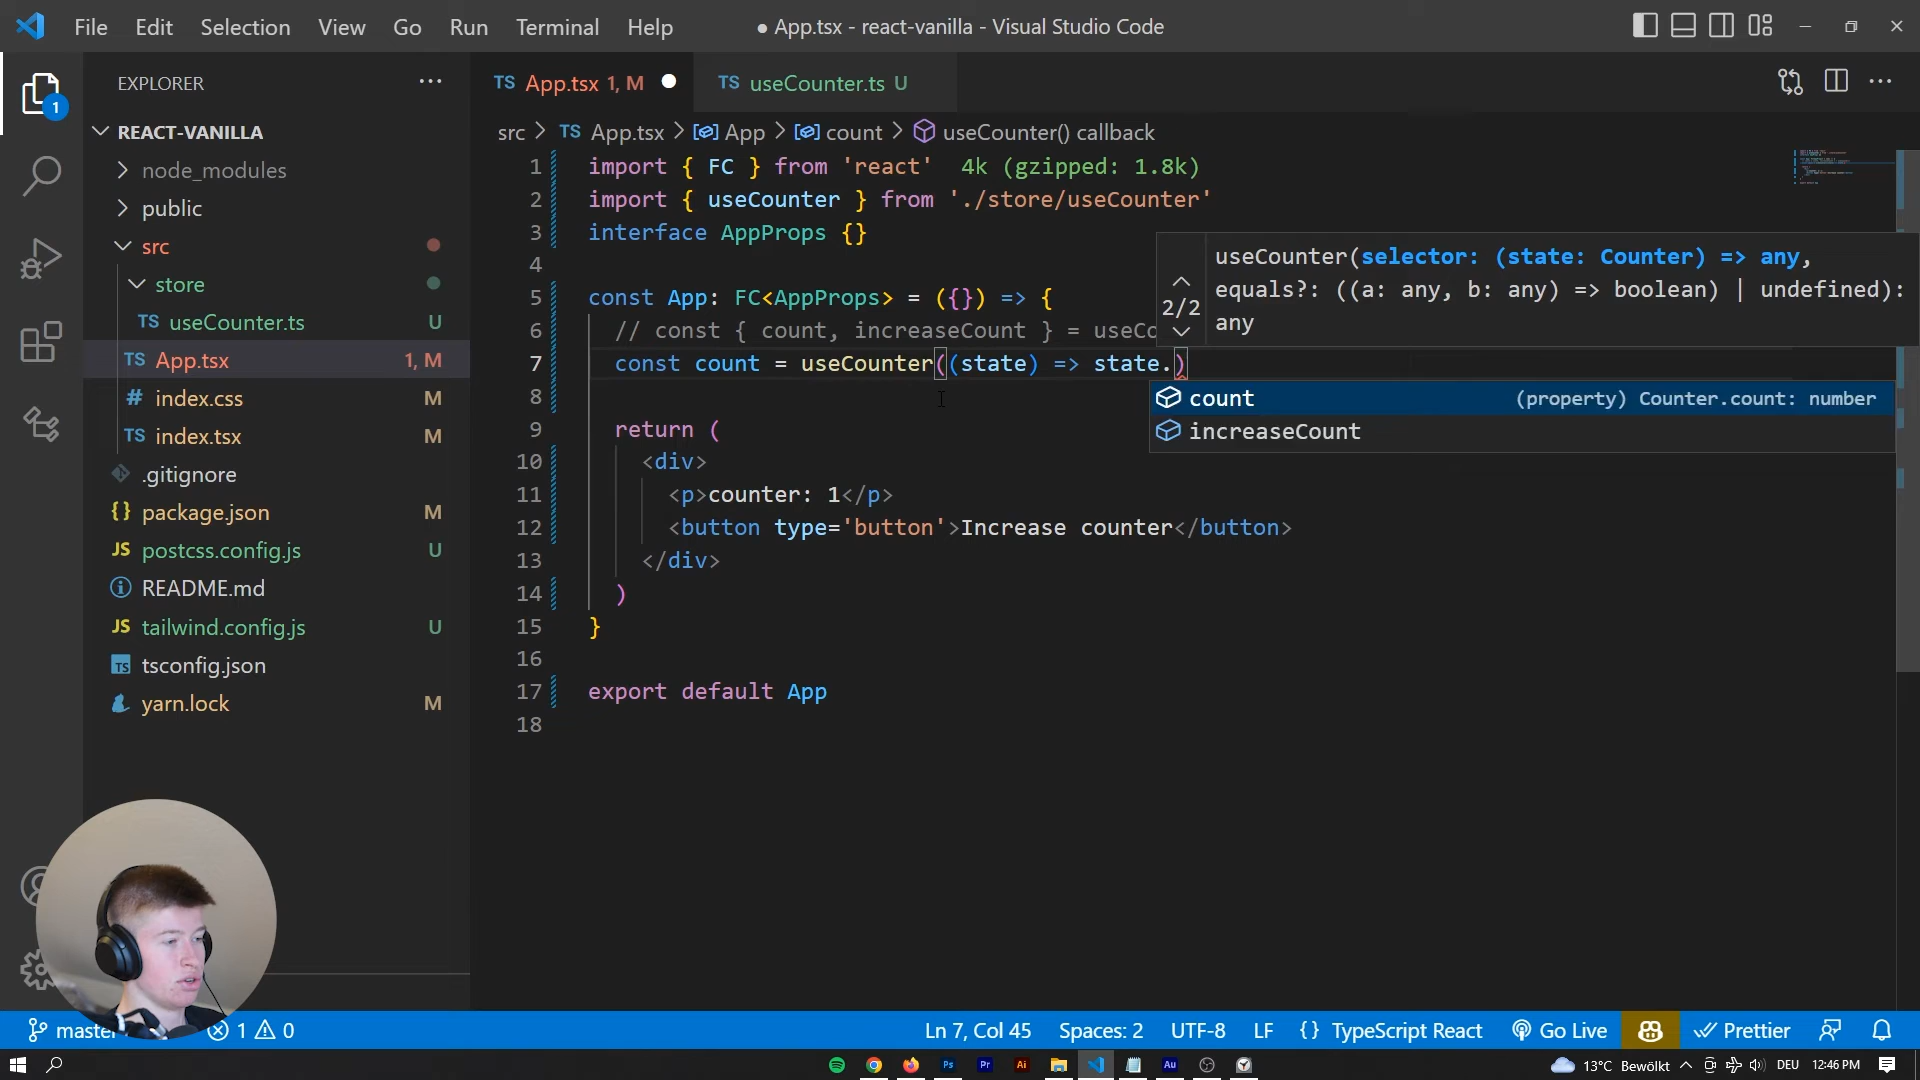 File Edit Selection View Go Run Terminal Help
● App.tsx - react-vanilla - Visual Studio Code
EXPLORER
1
REACT-VANILLA
node_modules
public
src
store
TS useCounter.ts U
TS App.tsx 1, M
# index.css M
TS index.tsx M
.gitignore
{} package.json M
JS postcss.config.js U
README.md
JS tailwind.config.js U
TS tsconfig.json
yarn.lock M
TS App.tsx 1, M
TS useCounter.ts U
src > TS App.tsx > App > count > useCounter() callback
1 import { FC } from 'react' 4k (gzipped: 1.8k)
2 import { useCounter } from './store/useCounter'
3 interface AppProps {}
4
5 const App: FC<AppProps> = ({}) => {
6 // const { count, increaseCount } = useCo
7 const count = useCounter((state) => state.)
8
9 return (
10 <div>
11 <p>counter: 1</p>
12 <button type='button'>Increase counter</button>
13 </div>
14 )
15 }
16
17 export default App
18
useCounter(selector: (state: Counter) => any,
2/2 equals?: ((a: any, b: any) => boolean) | undefined):
any
count (property) Counter.count: number
increaseCount
master 1 0
Ln 7, Col 45 Spaces: 2 UTF-8 LF {} TypeScript React Go Live Prettier
Ps Pr Ai Au
13°C Bewölkt DEU 12:46 PM